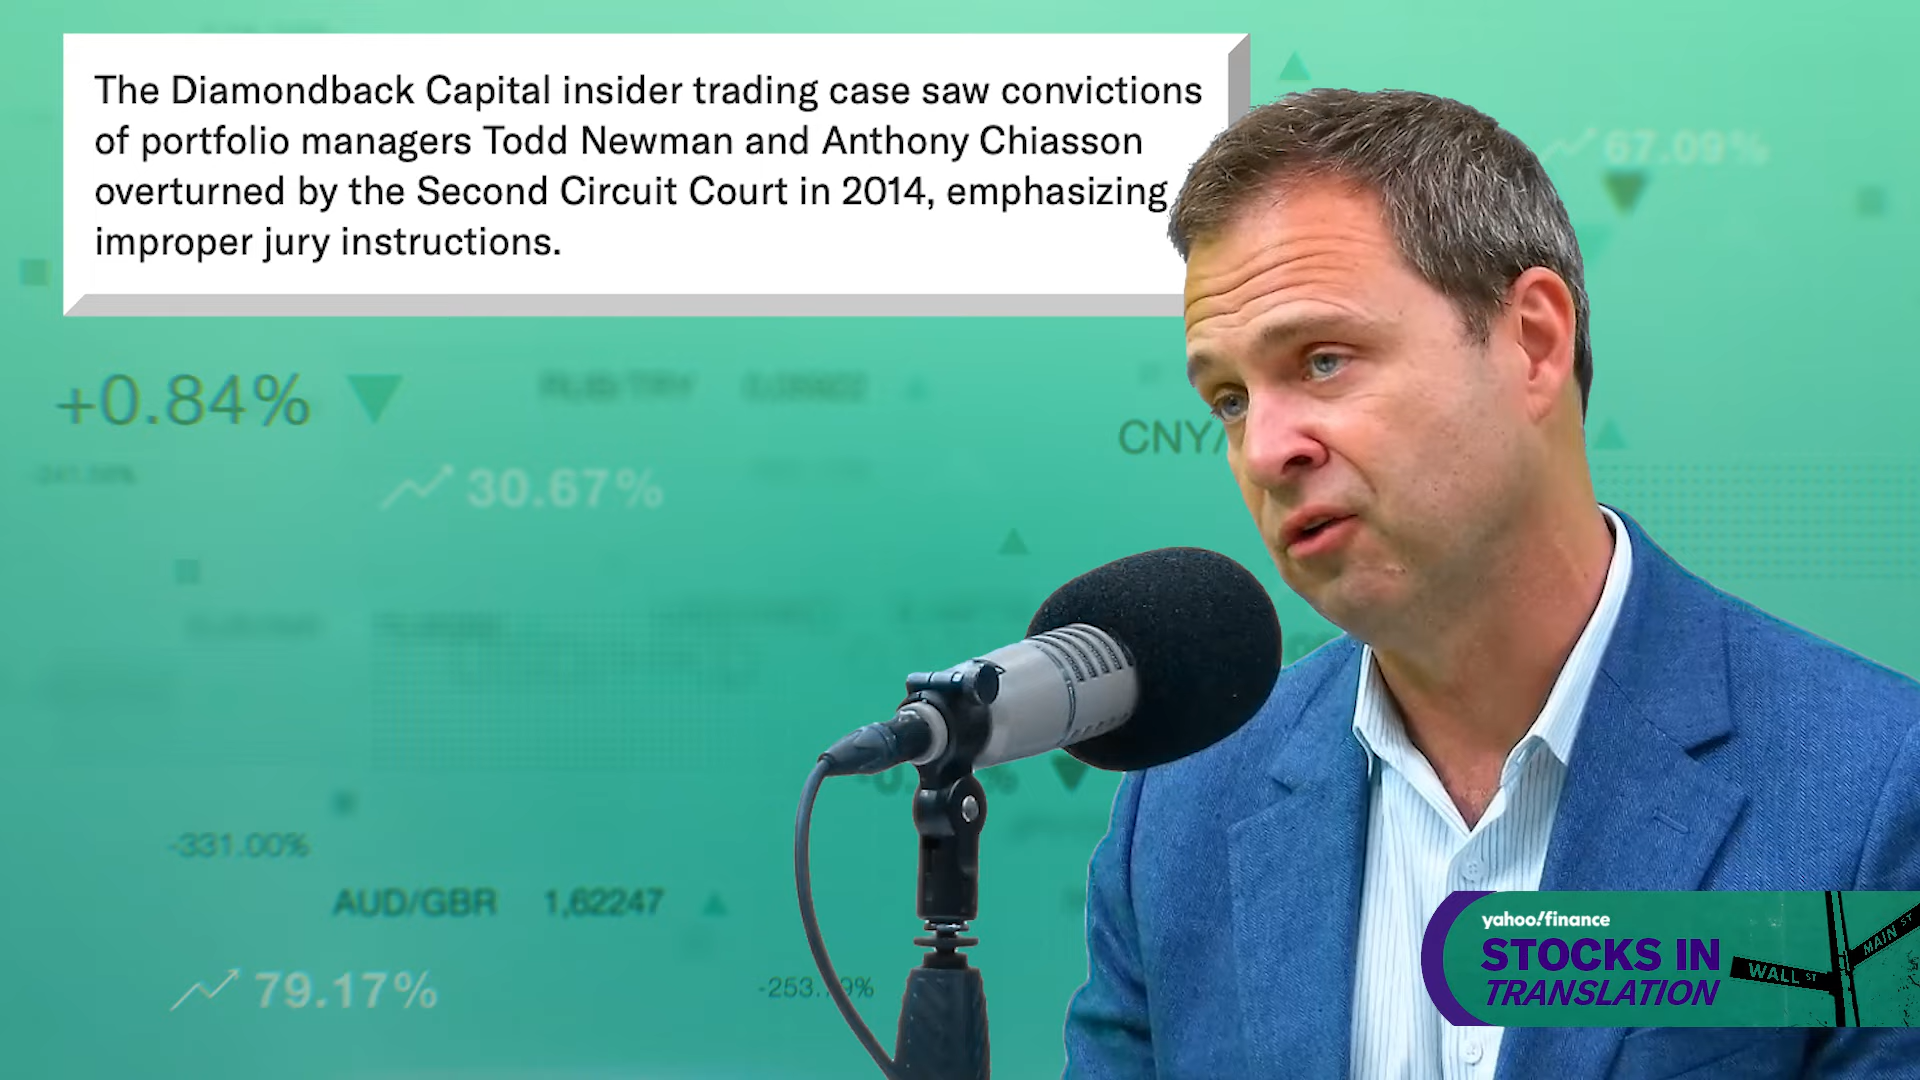 The Diamondback Capital insider trading case saw convictions
of portfolio managers Todd Newman and Anthony Chiasson
overturned by the Second Circuit Court in 2014, emphasizing
improper jury instructions.
67.09%
+0.84%
RUB/TRY
CNY/
30.67%
-331.00%
AUD/GBR 1,62247
79.17%
yahoo!finance
STOCKS IN
TRANSLATION
WALL ST
MAIN ST